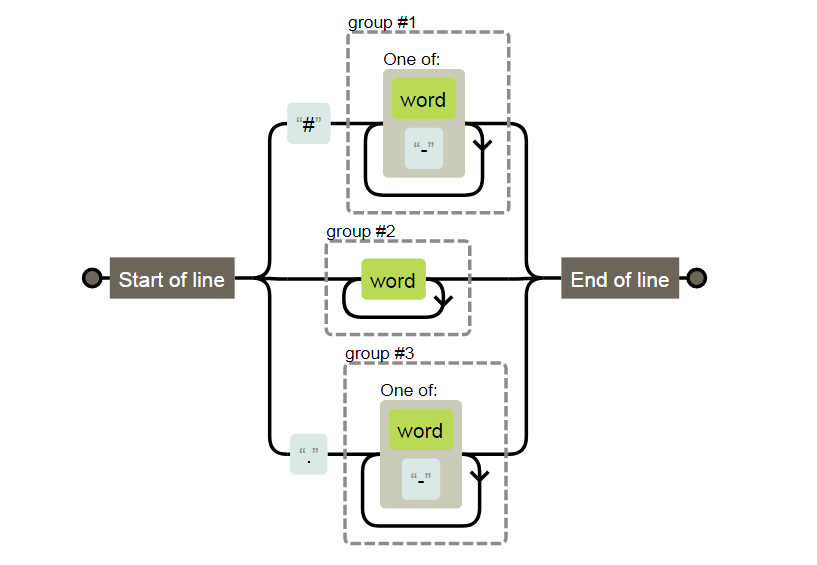 group #1
One of:
word
“#”
“-”
group #2
Start of line
word
End of line
group #3
One of:
word
“.”
“-”